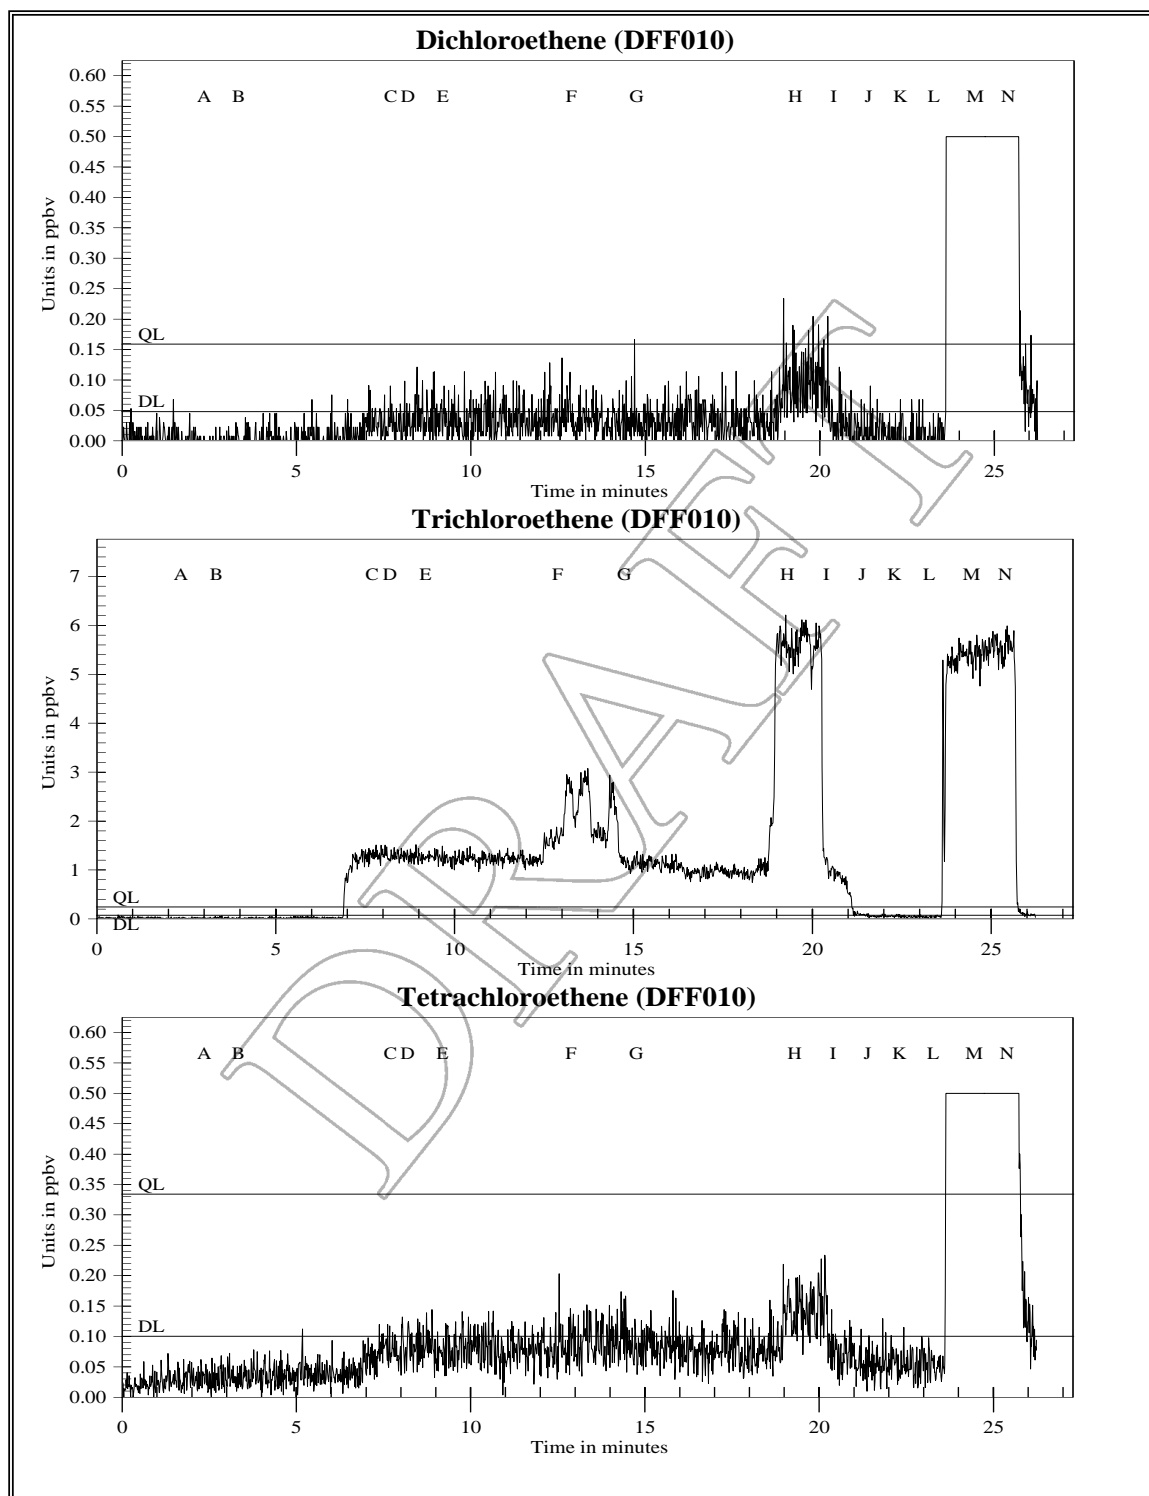 Dichloroethene (DFF010)
0.60
A B C D E F G H I J K L M N
0.55
0.50
0.45
0.40
0.35
0.30
0.25
0.20
QL
0.15
0.10
DL
0.05
0.00
Units in ppbv
0 5 10 15 20 25
Time in minutes
Trichloroethene (DFF010)
A B C D E F G H I J K L M N
7
6
5
4
3
2
1
QL
0
DL
Units in ppbv
0 5 10 15 20 25
Time in minutes
Tetrachloroethene (DFF010)
0.60
A B C D E F G H I J K L M N
0.55
0.50
0.45
0.40
0.35
QL
0.30
0.25
0.20
0.15
DL
0.10
0.05
0.00
Units in ppbv
0 5 10 15 20 25
Time in minutes
DRAFT